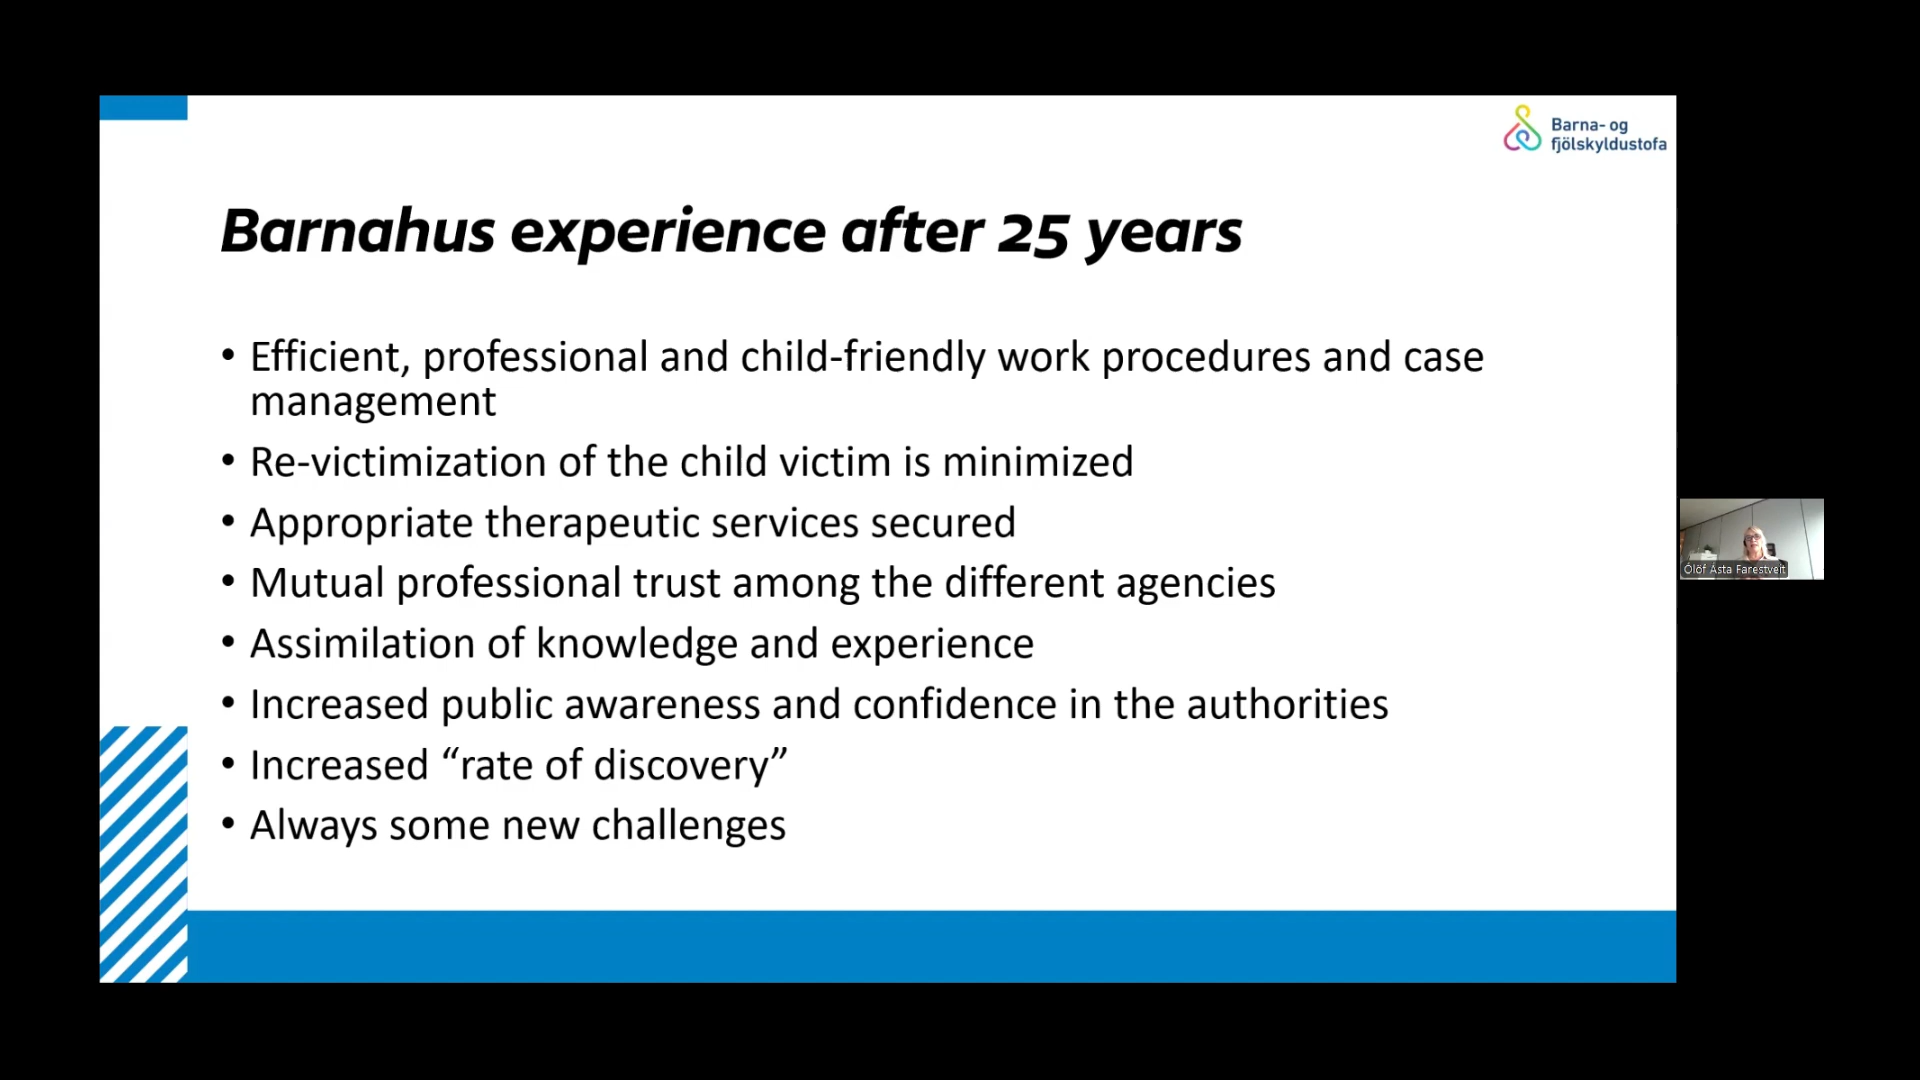 Barna- og
fjölskyldustofa
Barnahus experience after 25 years
• Efficient, professional and child-friendly work procedures and case
management
• Re-victimization of the child victim is minimized
• Appropriate therapeutic services secured
• Mutual professional trust among the different agencies
• Assimilation of knowledge and experience
• Increased public awareness and confidence in the authorities
• Increased “rate of discovery”
• Always some new challenges
Ólöf Ásta Farestveit